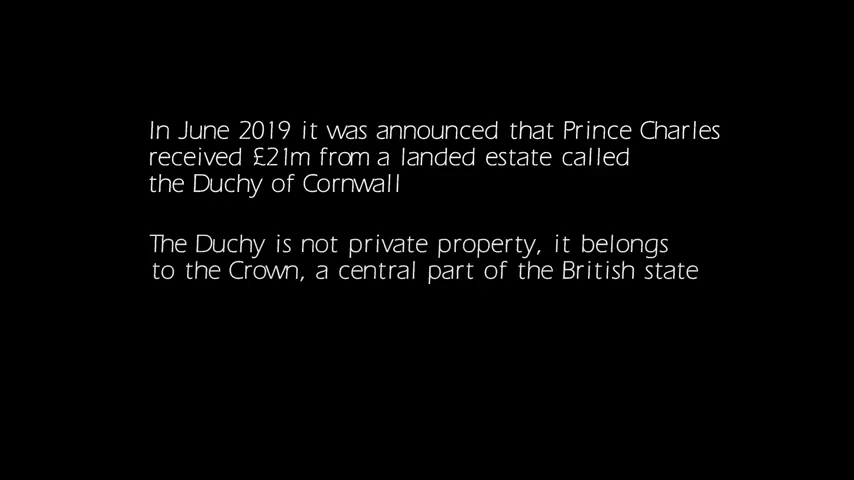 In June 2019 it was announced that Prince Charles
received £21m from a landed estate called
the Duchy of Cornwall
The Duchy is not private property, it belongs
to the Crown, a central part of the British state